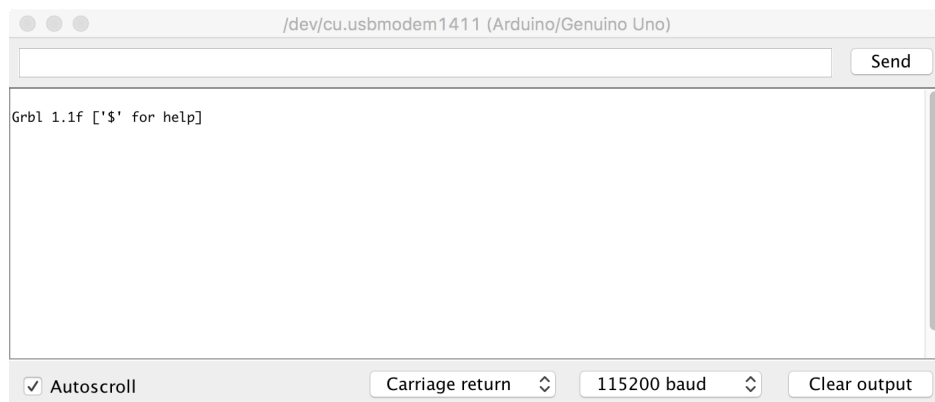 /dev/cu.usbmodem1411 (Arduino/Genuino Uno)
Send
Grbl 1.1f ['$' for help]
Autoscroll
Carriage return
115200 baud
Clear output